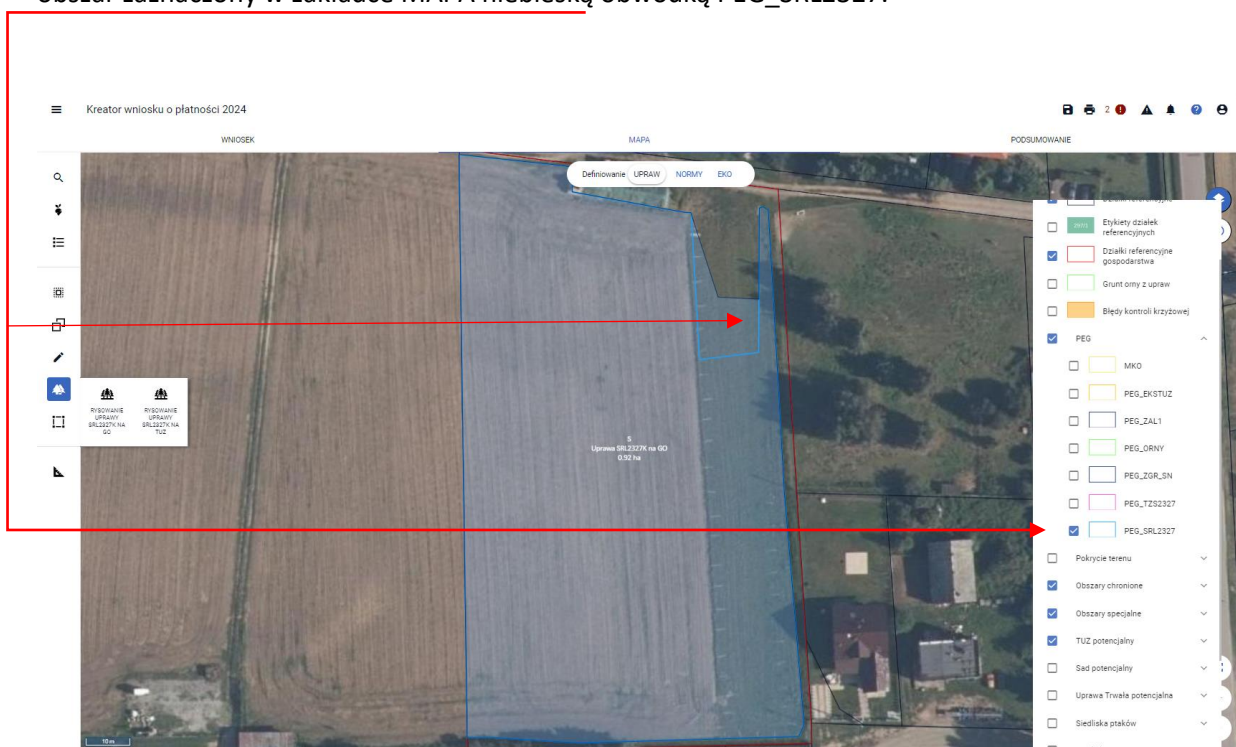 obszar zaznaczony w zakładce MAPA niebieską obwódką PEG_SRL2327.
Kreator wniosku o płatności 2024
2
WNIOSEK
MAPA
PODSUMOWANIE
Definiowanie UPRAW NORMY EKO
Działki referencyjne
Etykiety działek
referencyjnych
Działki referencyjne
gospodarstwa
Grunt orny z upraw
Błędy kontroli krzyżowej
PEG
MKO
PEG_EKSTUZ
PEG_ZAL1
PEG_ORNY
PEG_ZGR_SN
PEG_TZS2327
PEG_SRL2327
Pokrycie terenu
Obszary chronione
Obszary specjalne
TUZ potencjalny
Sad potencjalny
Uprawa Trwała potencjalna
Siedliska ptaków
RYSOWANIE
UPRAWY
SRL2327K NA
GO
RYSOWANIE
UPRAWY
SRL2327K NA
TUZ
S
Uprawa SRL2327K na GO
0,92 ha
10 m